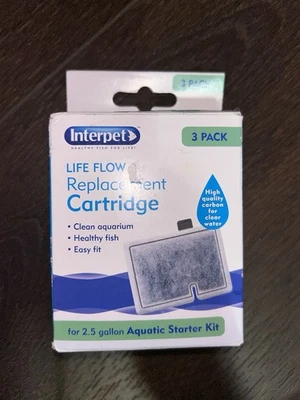 3 PACK
Interpet
HEALTHY FISH FOR LIFE!
3 PACK
LIFE FLOW
Replacement
Cartridge
• Clean aquarium
• Healthy fish
• Easy fit
High
quality
carbon for
clear
water
for 2.5 gallon Aquatic Starter Kit